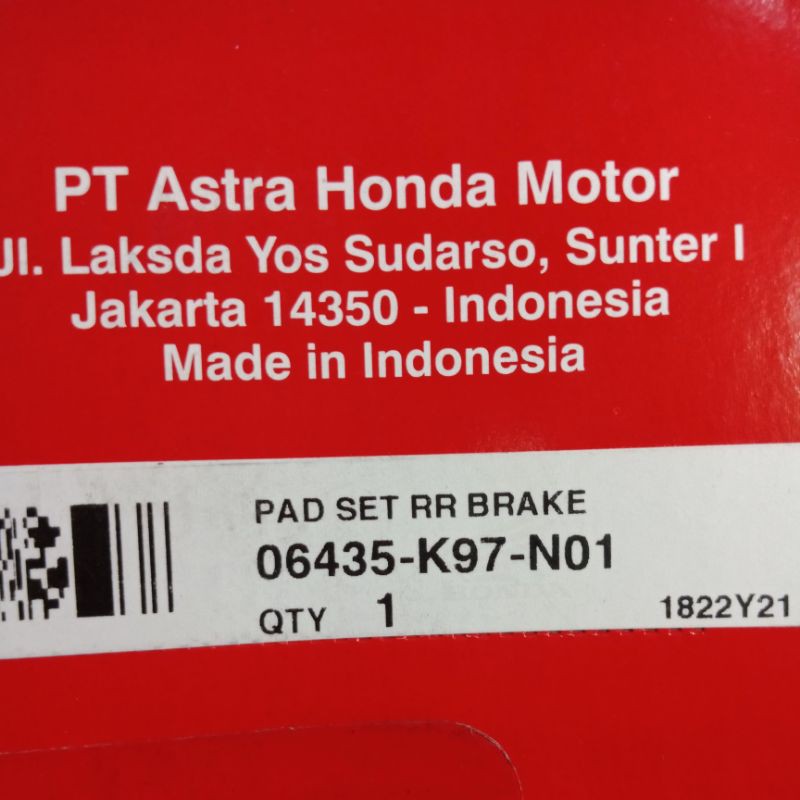 PT Astra Honda Motor
Jl. Laksda Yos Sudarso, Sunter I
Jakarta 14350 - Indonesia
Made in Indonesia
PAD SET RR BRAKE
06435-K97-N01
QTY 1 1822Y21